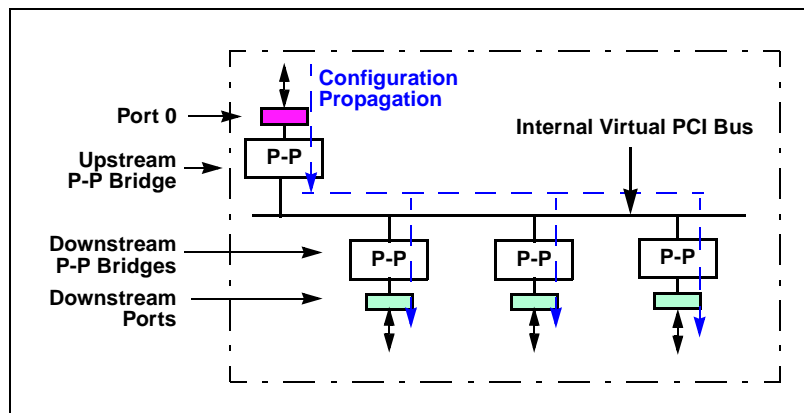 Configuration
Propagation
Port 0
Internal Virtual PCI Bus
P-P
Upstream
P-P Bridge
Downstream
P-P Bridges
P-P
P-P
P-P
Downstream
Ports